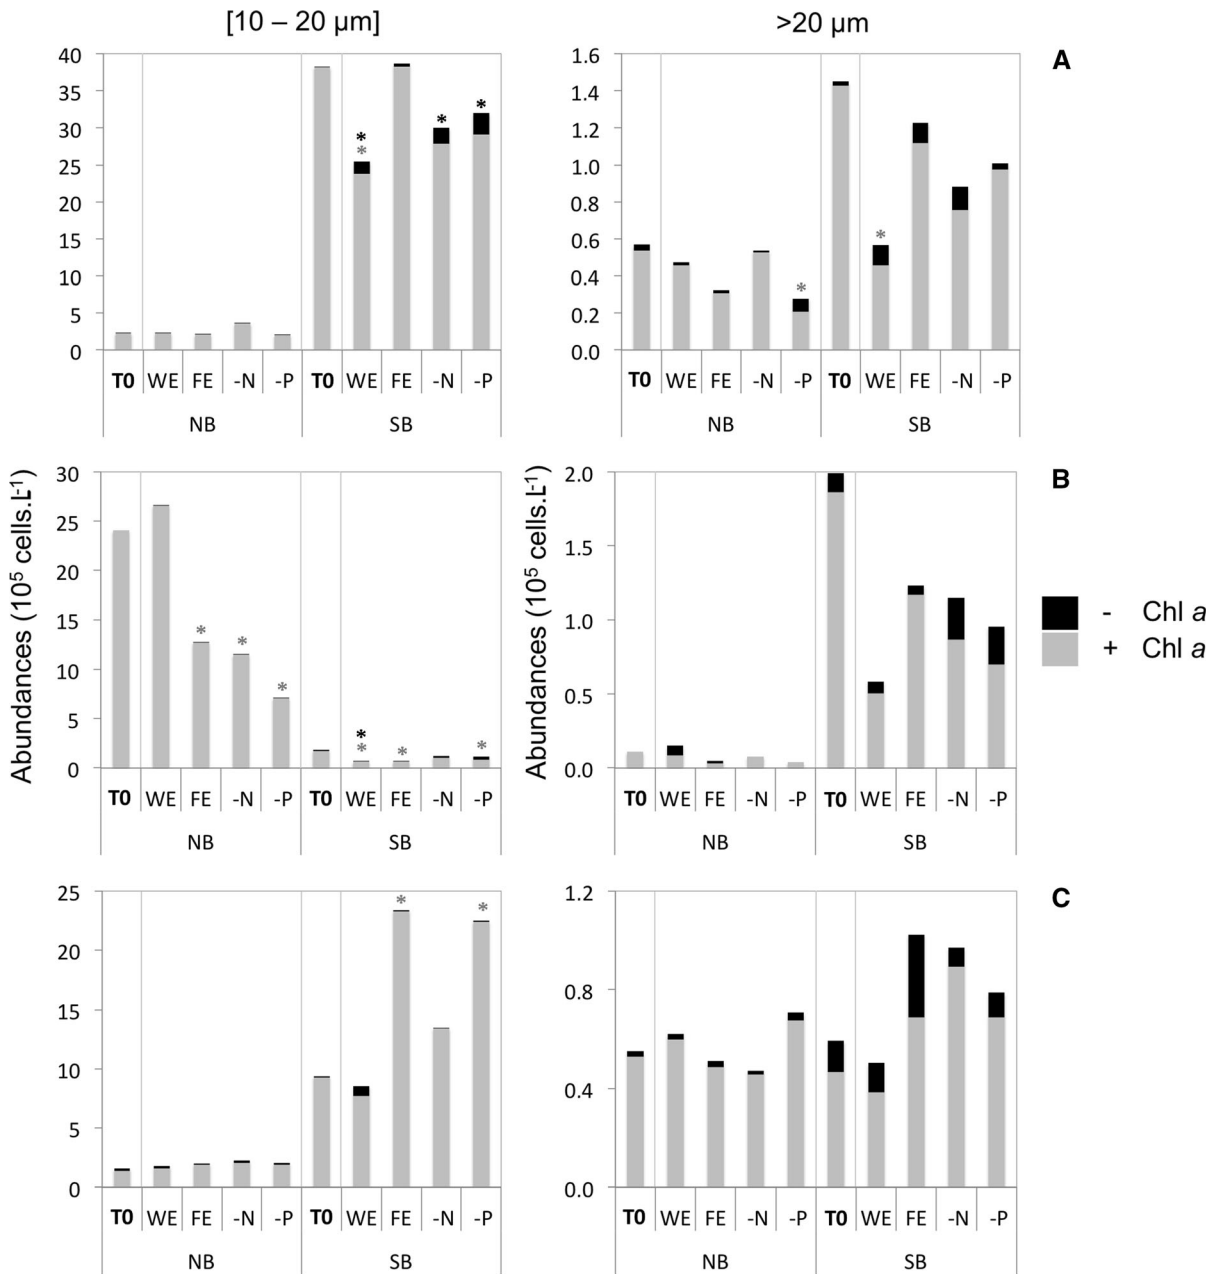 [10 – 20 µm]
>20 µm
A
40
35
30
25
20
15
10
5
0
*
*
*
*
T0 WE FE -N -P T0 WE FE -N -P
NB SB
1.6
1.4
1.2
1.0
0.8
0.6
0.4
0.2
0.0
*
*
T0 WE FE -N -P T0 WE FE -N -P
NB SB
B
Abundances (10⁵ cells.L⁻¹)
30
25
20
15
10
5
0
*
*
*
*
*
*
*
T0 WE FE -N -P T0 WE FE -N -P
NB SB
Abundances (10⁵ cells.L⁻¹)
2.0
1.5
1.0
0.5
0.0
T0 WE FE -N -P T0 WE FE -N -P
NB SB
- Chl a
+ Chl a
C
25
20
15
10
5
0
*
*
T0 WE FE -N -P T0 WE FE -N -P
NB SB
1.2
0.8
0.4
0.0
T0 WE FE -N -P T0 WE FE -N -P
NB SB